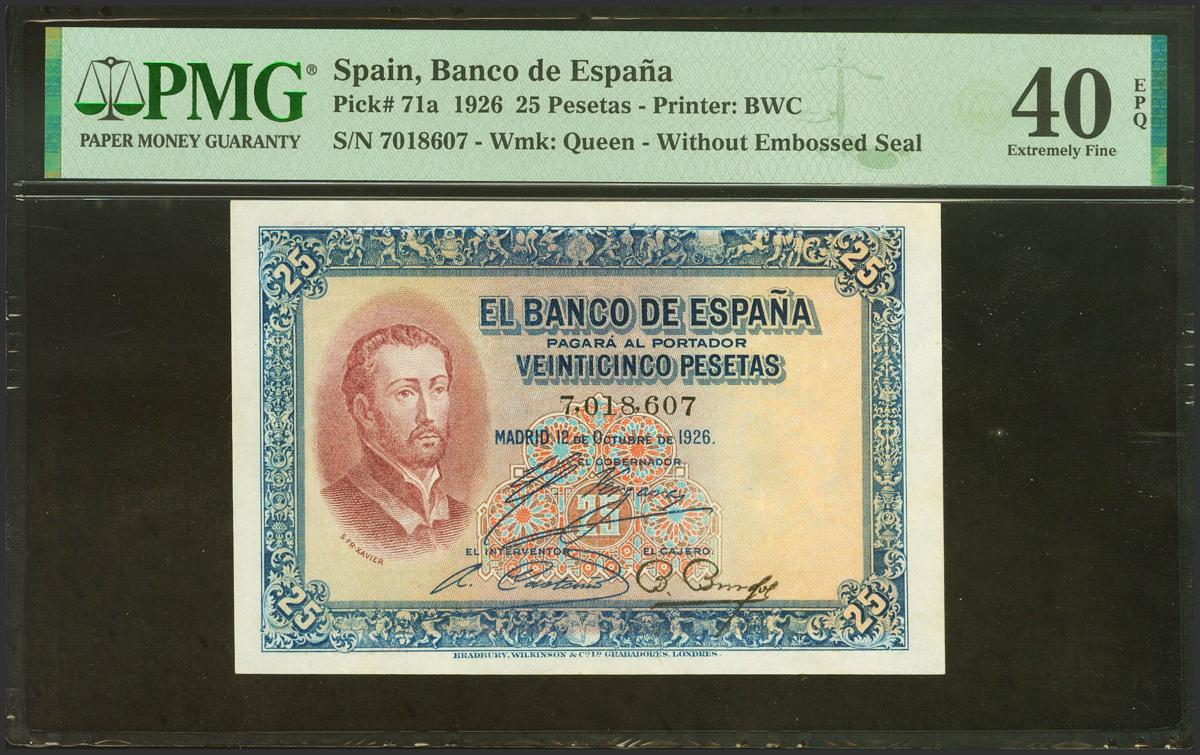 PMG®
PAPER MONEY GUARANTY
Spain, Banco de España
Pick# 71a 1926 25 Pesetas - Printer: BWC
S/N 7018607 - Wmk: Queen - Without Embossed Seal
40
EPQ
Extremely Fine
25
25
EL BANCO DE ESPAÑA
PAGARÁ AL PORTADOR
VEINTICINCO PESETAS
7,018,607
MADRID, 12 DE OCTUBRE DE 1926.
EL GOBERNADOR
25
S.FR.XAVIER
EL INTERVENTOR
EL CAJERO
25
25
BRADBURY, WILKINSON & Cº Lº GRABADORES, LONDRES.